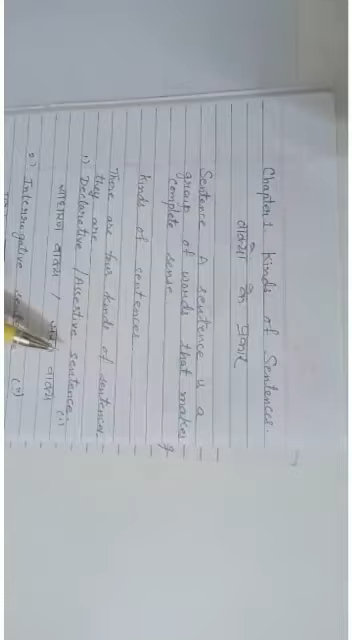 Chapter 1 Kinds of Sentences.
वाक्यों के प्रकार
Sentence A sentence is a
group of words that makes
complete sense
Kinds of sentences
There are four kinds of sentences
they are.
1) Declarative / Assertive sentence. (.)
वाक्य
2) Interrogative